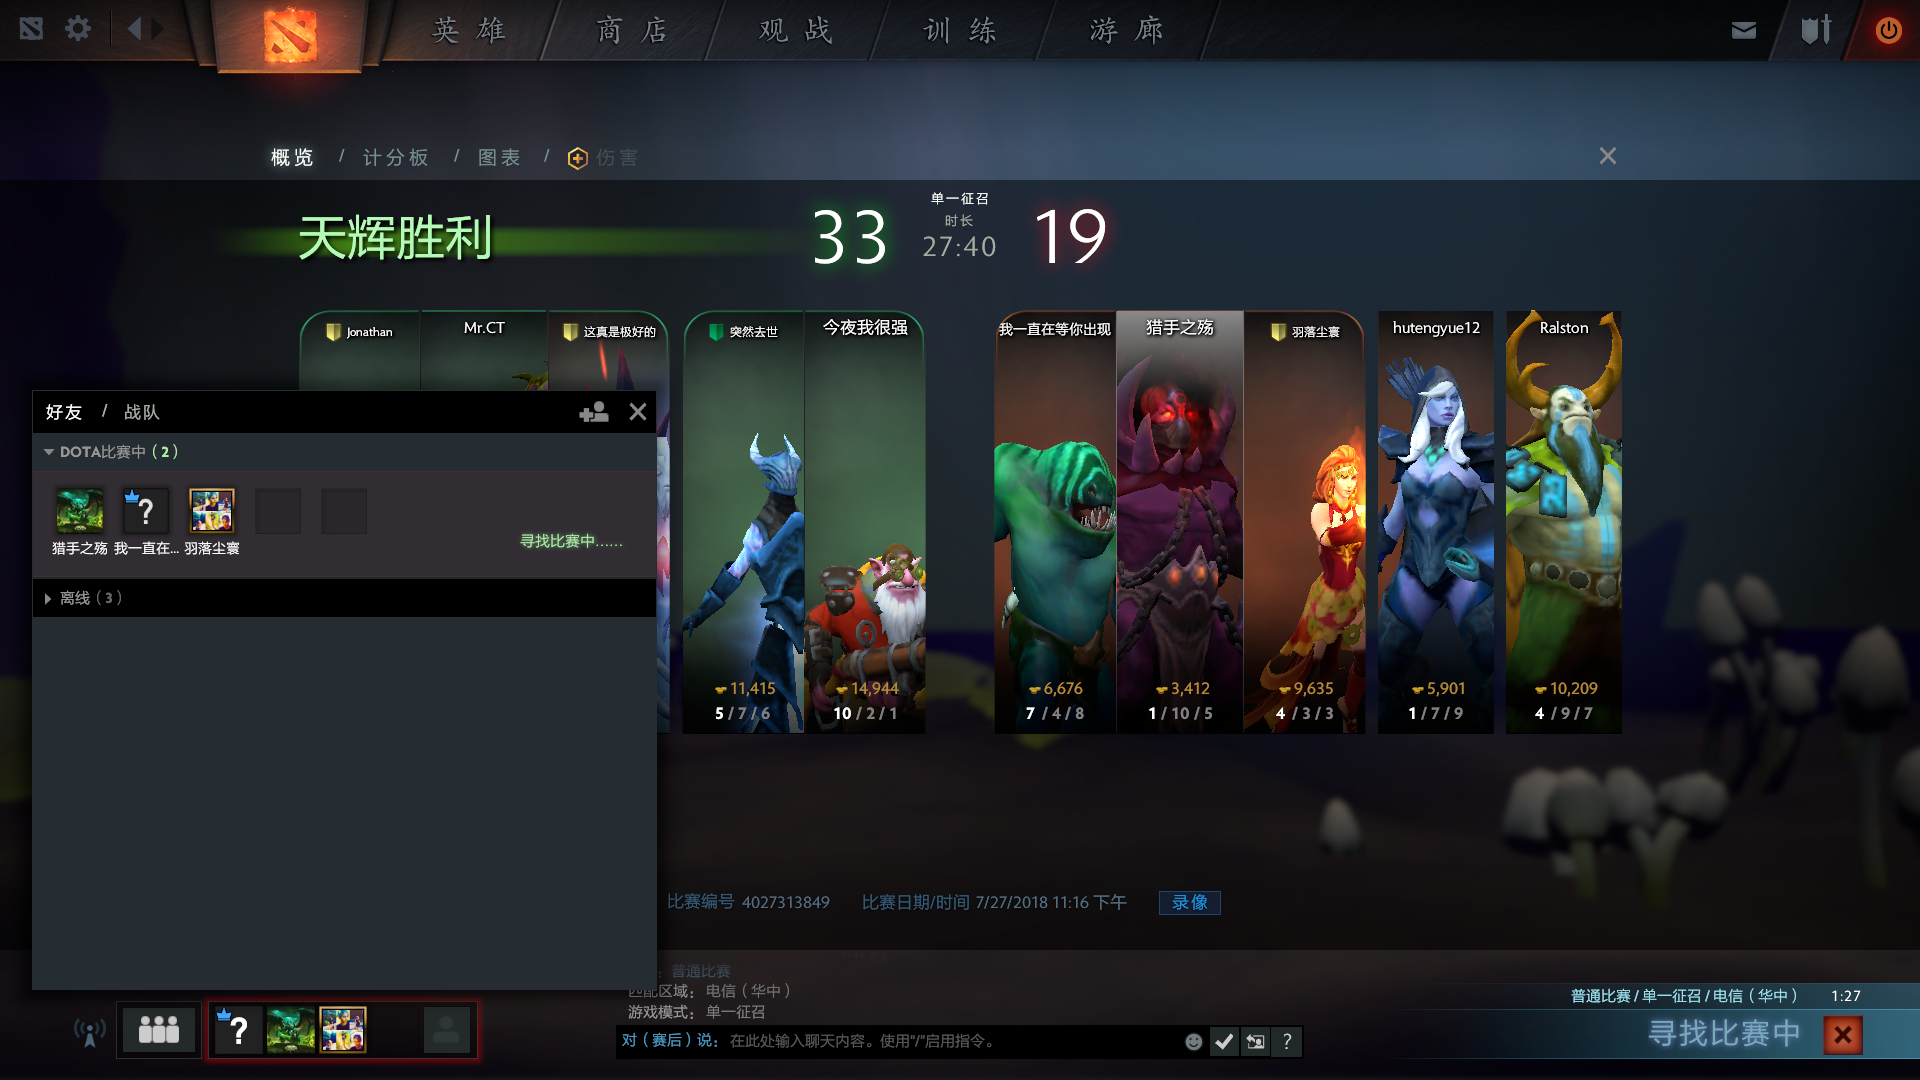 英雄
商店
观战
训练
游廊
概览 / 计分板 / 图表 / 伤害
天辉胜利
33
单一征召
时长
27:40
19
Jonathan
Mr.CT
这真是极好的
突然去世
今夜我很强
我一直在等你出现
猎手之殇
羽落尘寰
hutengyue12
Ralston
好友 / 战队
DOTA比赛中（2）
猎手之殇
我一直在...
羽落尘寰
寻找比赛中......
离线（3）
11,415
5 / 7 / 6
14,944
10 / 2 / 1
6,676
7 / 4 / 8
3,412
1 / 10 / 5
9,635
4 / 3 / 3
5,901
1 / 7 / 9
10,209
4 / 9 / 7
比赛编号 4027313849
比赛日期/时间 7/27/2018 11:16 下午
录像
：普通比赛
匹配区域：电信（华中）
游戏模式：单一征召
对（赛后）说：在此处输入聊天内容。使用"/"启用指令。
普通比赛/单一征召/电信（华中） 1:27
寻找比赛中